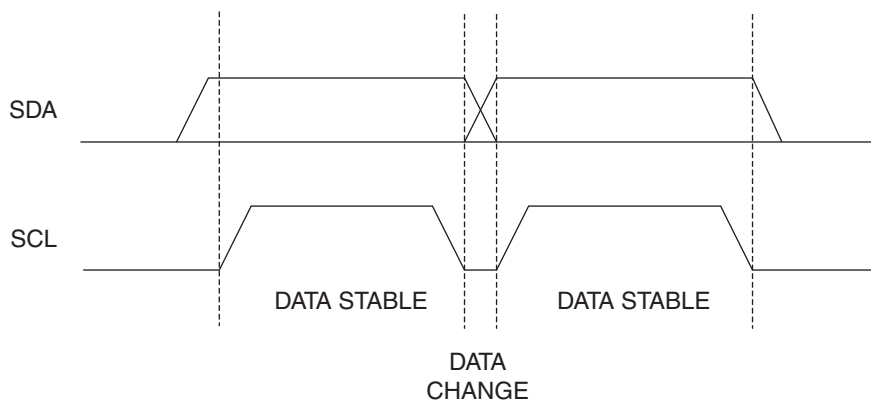 SDA
SCL
DATA STABLE
DATA STABLE
DATA
CHANGE